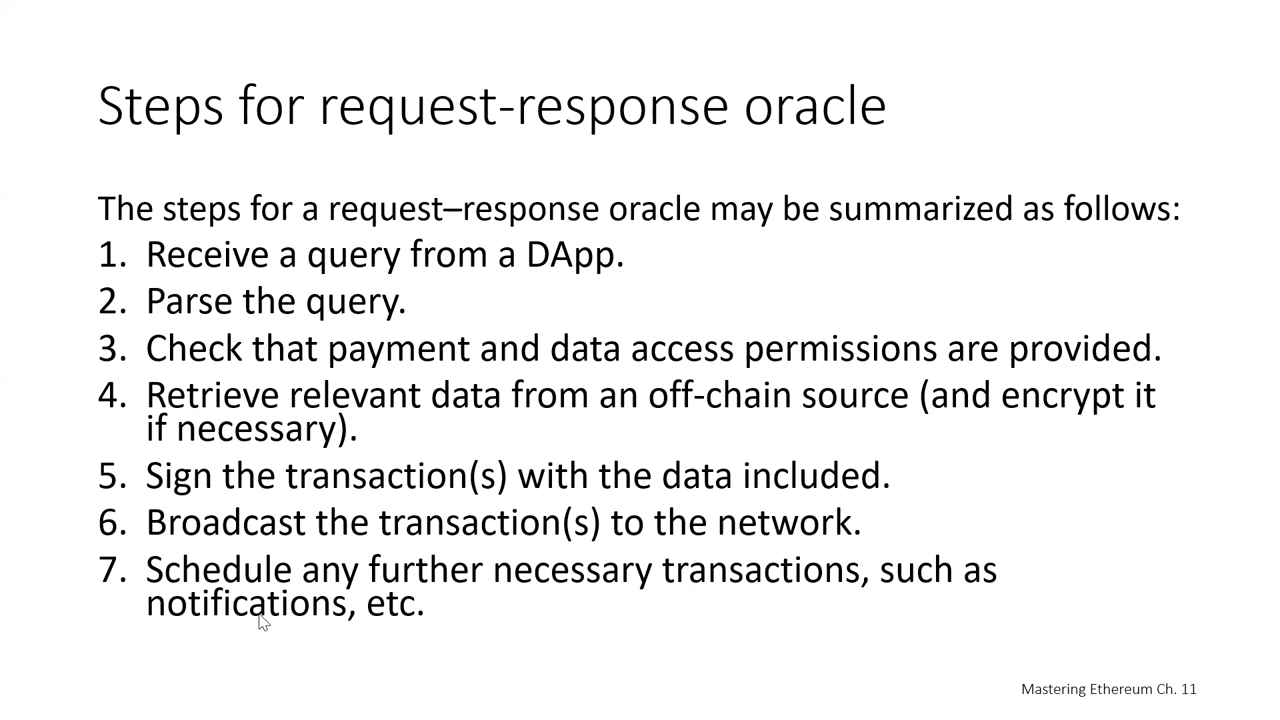 Steps for request-response oracle
The steps for a request–response oracle may be summarized as follows:
1. Receive a query from a DApp.
2. Parse the query.
3. Check that payment and data access permissions are provided.
4. Retrieve relevant data from an off-chain source (and encrypt it
if necessary).
5. Sign the transaction(s) with the data included.
6. Broadcast the transaction(s) to the network.
7. Schedule any further necessary transactions, such as
notifications, etc.
Mastering Ethereum Ch. 11